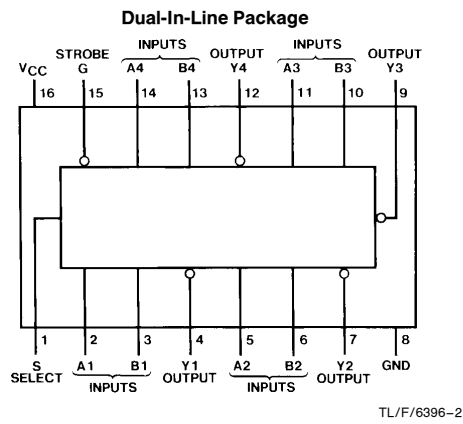 Dual-In-Line Package
STROBE INPUTS OUTPUT INPUTS OUTPUT
VCC G A4 B4 Y4 A3 B3 Y3
16 15 14 13 12 11 10 9
1 2 3 4 5 6 7 8
S A1 B1 Y1 A2 B2 Y2 GND
SELECT INPUTS OUTPUT INPUTS OUTPUT
TL/F/6396–2